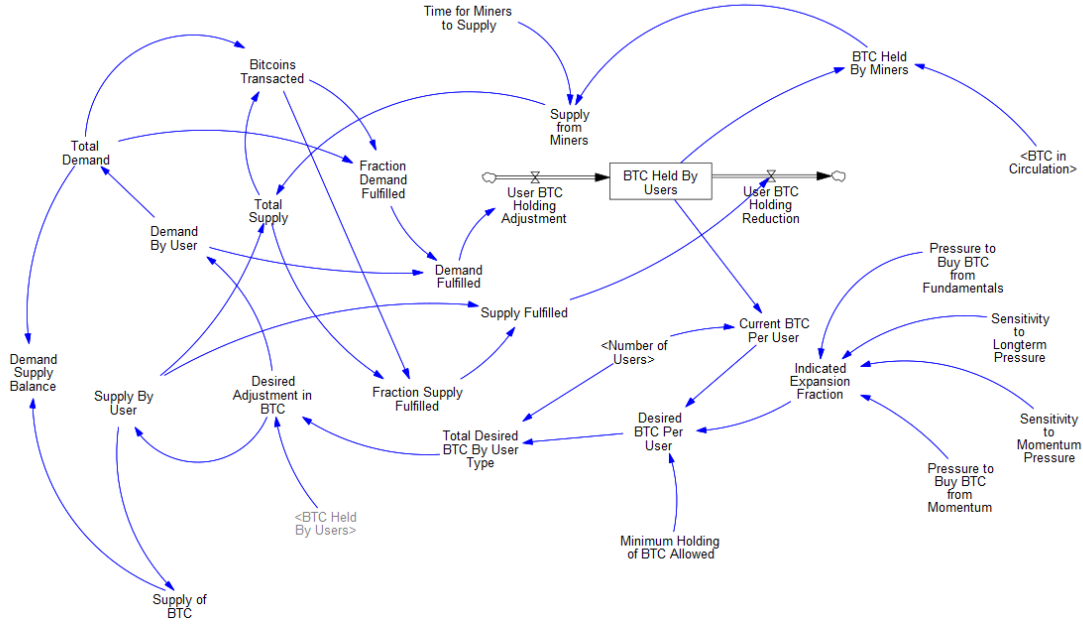 Time for Miners
to Supply
BTC Held
By Miners
Bitcoins
Transacted
Supply
from
Miners
Total
Demand
<BTC in
Circulation>
Fraction
Demand
Fulfilled
BTC Held By
Users
User BTC
Holding
Adjustment
User BTC
Holding
Reduction
Total
Supply
Demand
By User
Demand
Fulfilled
Pressure to
Buy BTC
from
Fundamentals
Supply Fulfilled
Current BTC
Per User
Sensitivity
to
Longterm
Pressure
<Number of
Users>
Demand
Supply
Balance
Supply By
User
Desired
Adjustment in
BTC
Fraction Supply
Fulfilled
Indicated
Expansion
Fraction
Desired
BTC Per
User
Total Desired
BTC By User
Type
Sensitivity
to
Momentum
Pressure
Pressure to
Buy BTC
from
Momentum
<BTC Held
By Users>
Minimum Holding
of BTC Allowed
Supply of
BTC